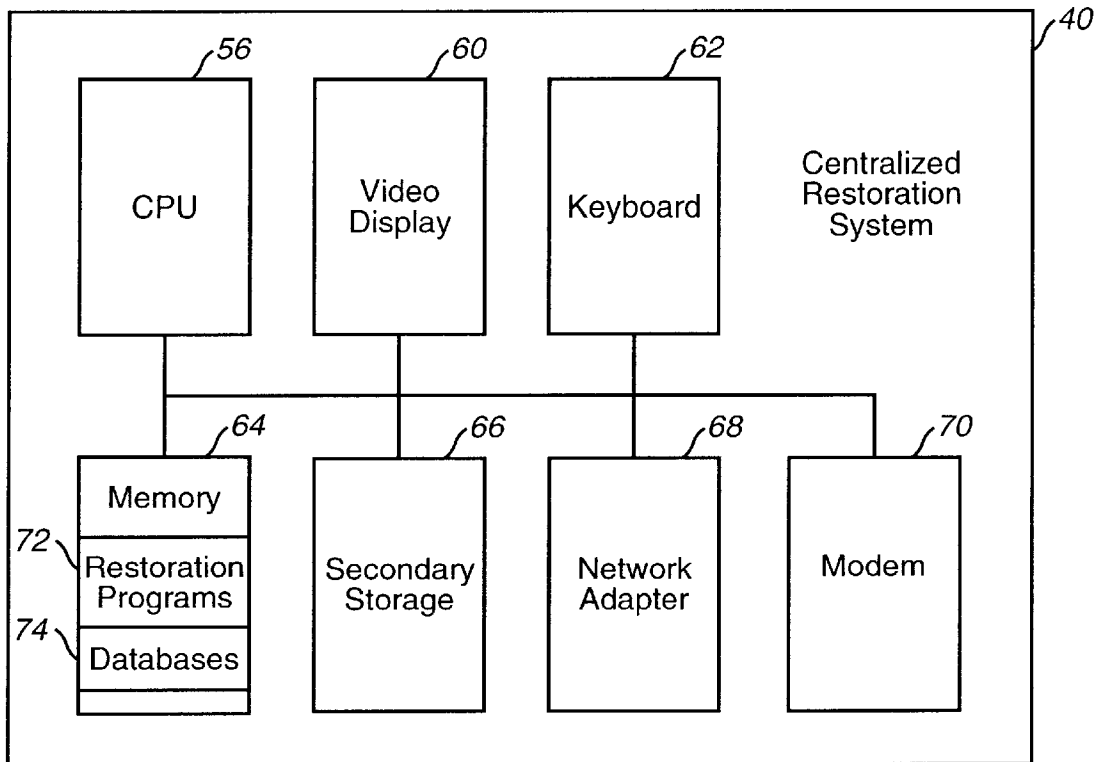 40
56
60
62
CPU
Video
Display
Keyboard
Centralized
Restoration
System
64
66
68
70
Memory
72
Restoration
Programs
74
Databases
Secondary
Storage
Network
Adapter
Modem